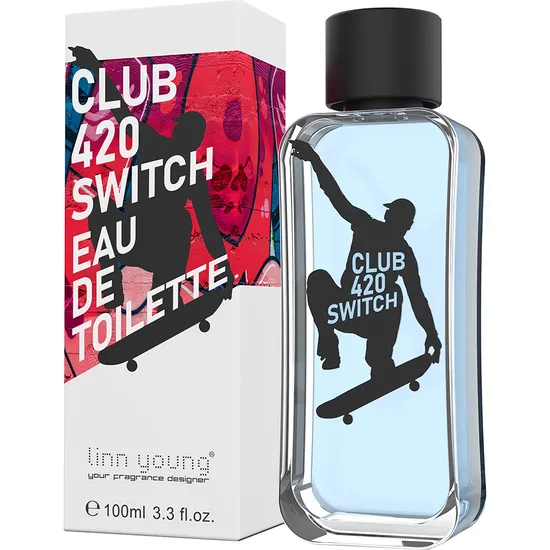 CLUB
420
SWITCH
EAU
DE
TOILETTE
linn young®
your fragrance designer
℮ 100ml 3.3 fl.oz.
CLUB
420
SWITCH